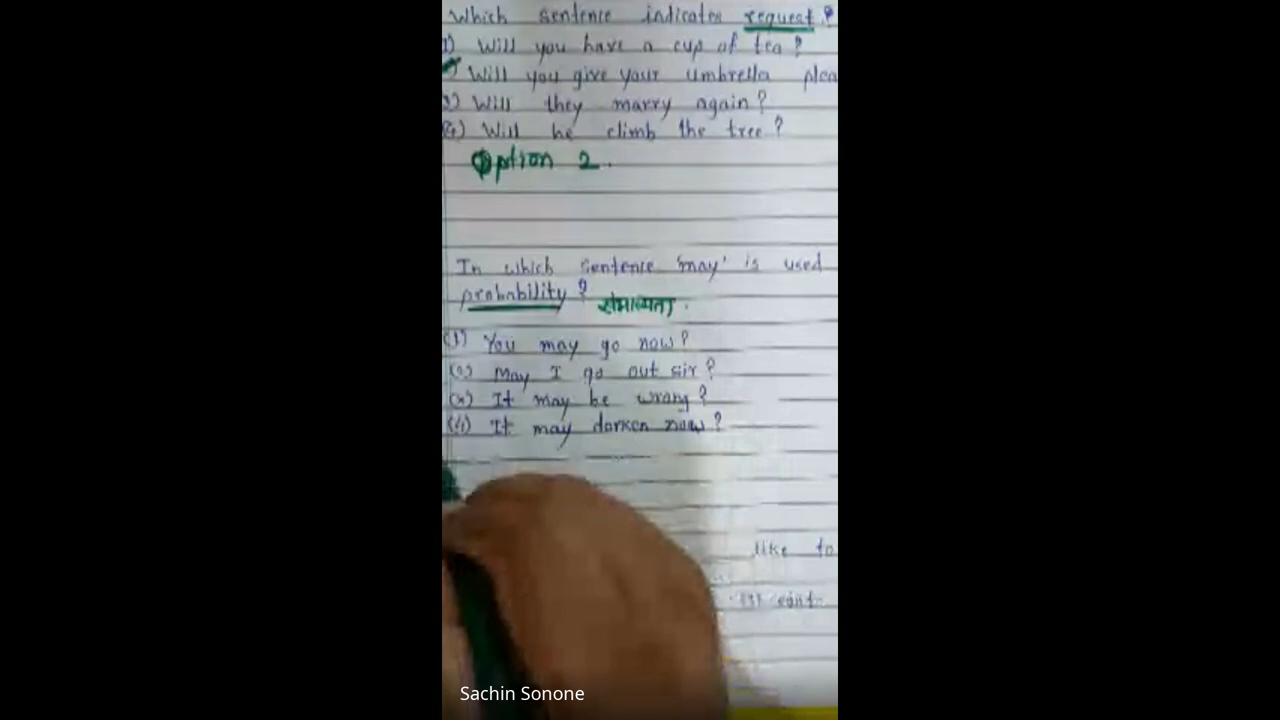 Which sentence indicates request?
1) Will you have a cup of tea?
Will you give your umbrella plea
3) Will they marry again?
(4) Will he climb the tree?
Option 2.
In which sentence 'may' is used
probability? संभाव्यता.
(1) You may go now?
(2) May I go out sir?
(3) It may be wrong?
(4) It may darken now?
like to
Sachin Sonone